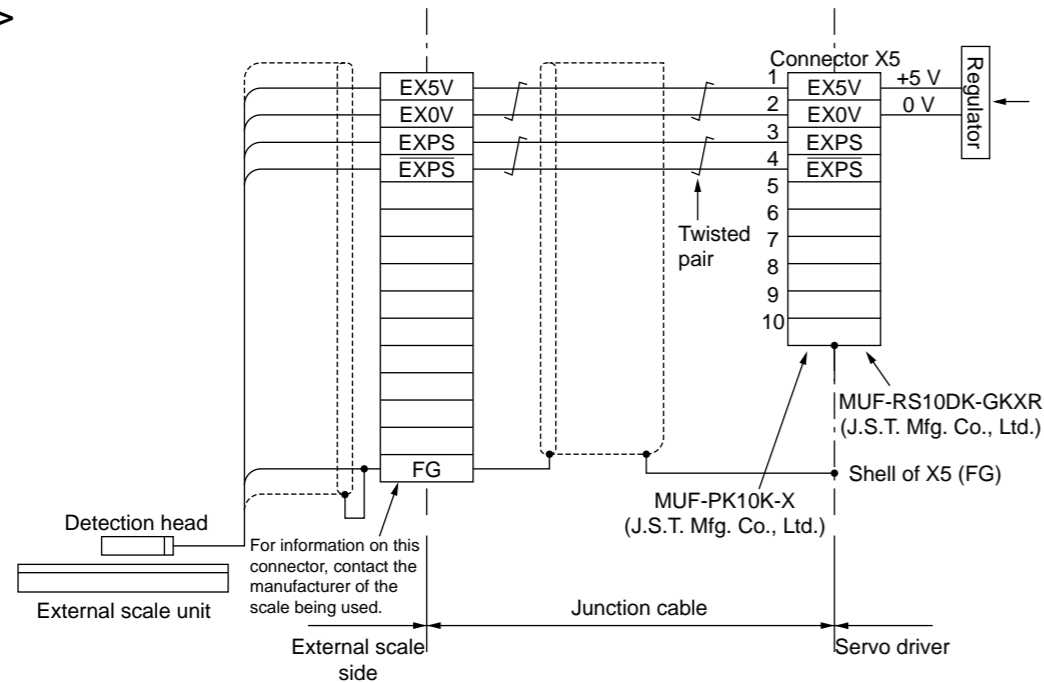 >
Connector X5
1
2
3
4
5
6
7
8
9
10
EX5V
EX0V
EXPS
E̅X̅P̅S̅
EX5V
EX0V
EXPS
E̅X̅P̅S̅
+5 V
0 V
Regulator
Twisted
pair
MUF-RS10DK-GKXR
(J.S.T. Mfg. Co., Ltd.)
FG
Shell of X5 (FG)
MUF-PK10K-X
(J.S.T. Mfg. Co., Ltd.)
Detection head
For information on this
connector, contact the
manufacturer of the
scale being used.
External scale unit
Junction cable
External scale
side
Servo driver